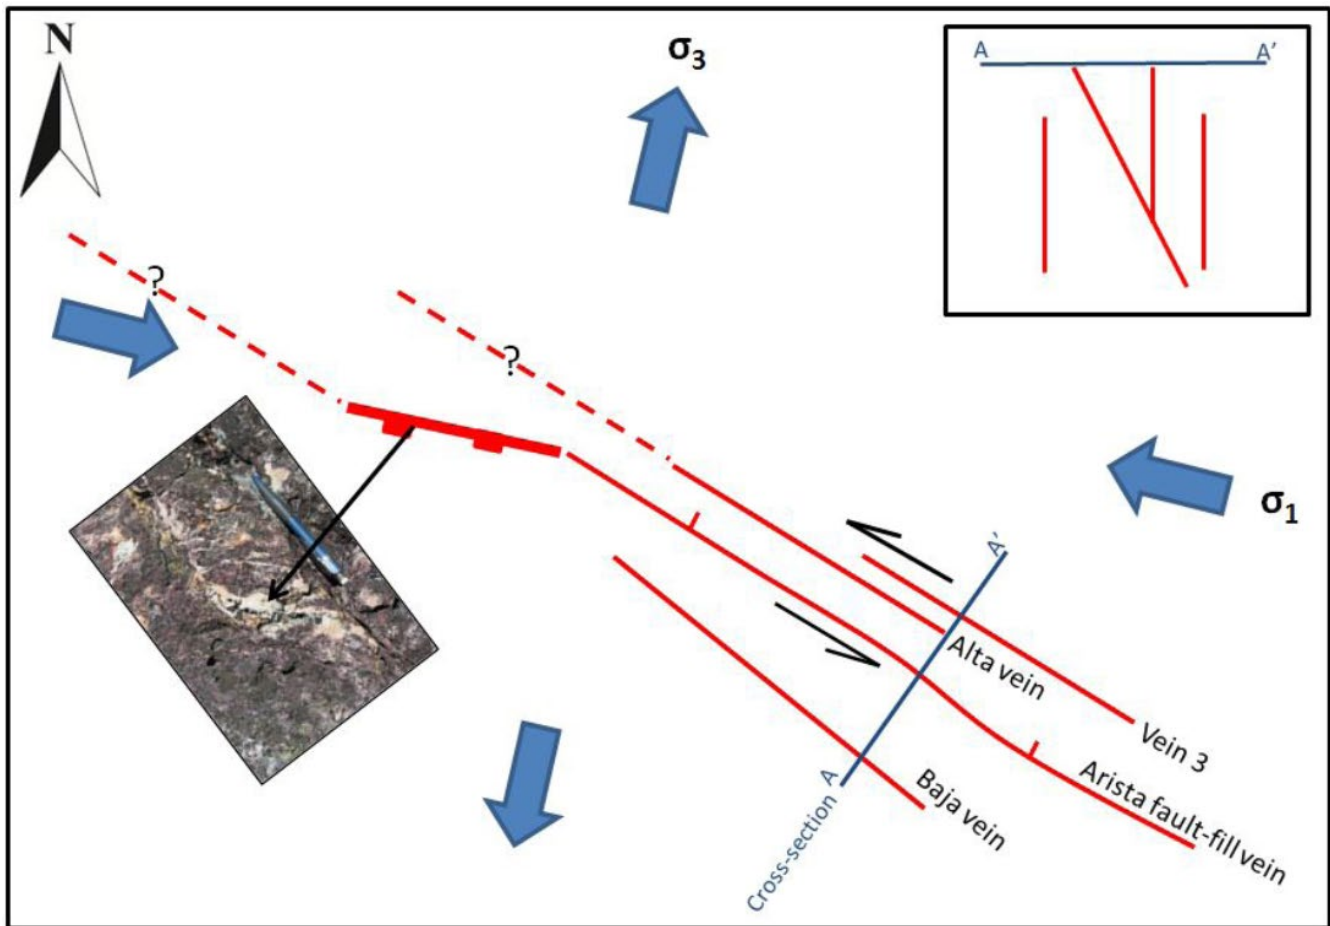 N
σ3
A
A’
?
?
σ1
A’
Alta vein
Vein 3
Arista fault-fill vein
Baja vein
A
Cross-section